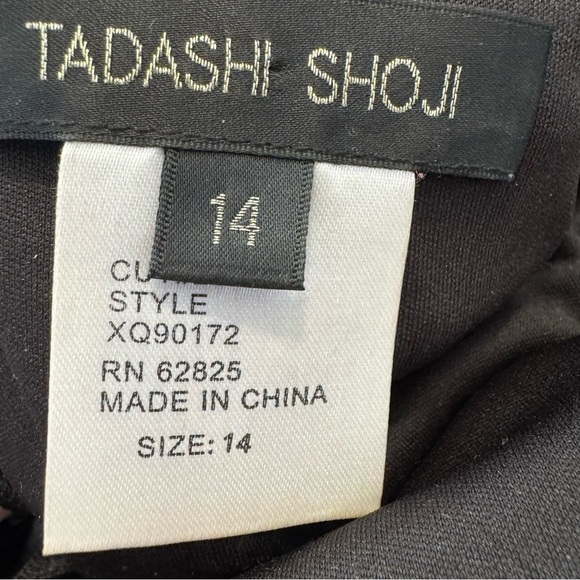 TADASHI SHOJI
14
STYLE
XQ90172
RN 62825
MADE IN CHINA
SIZE: 14